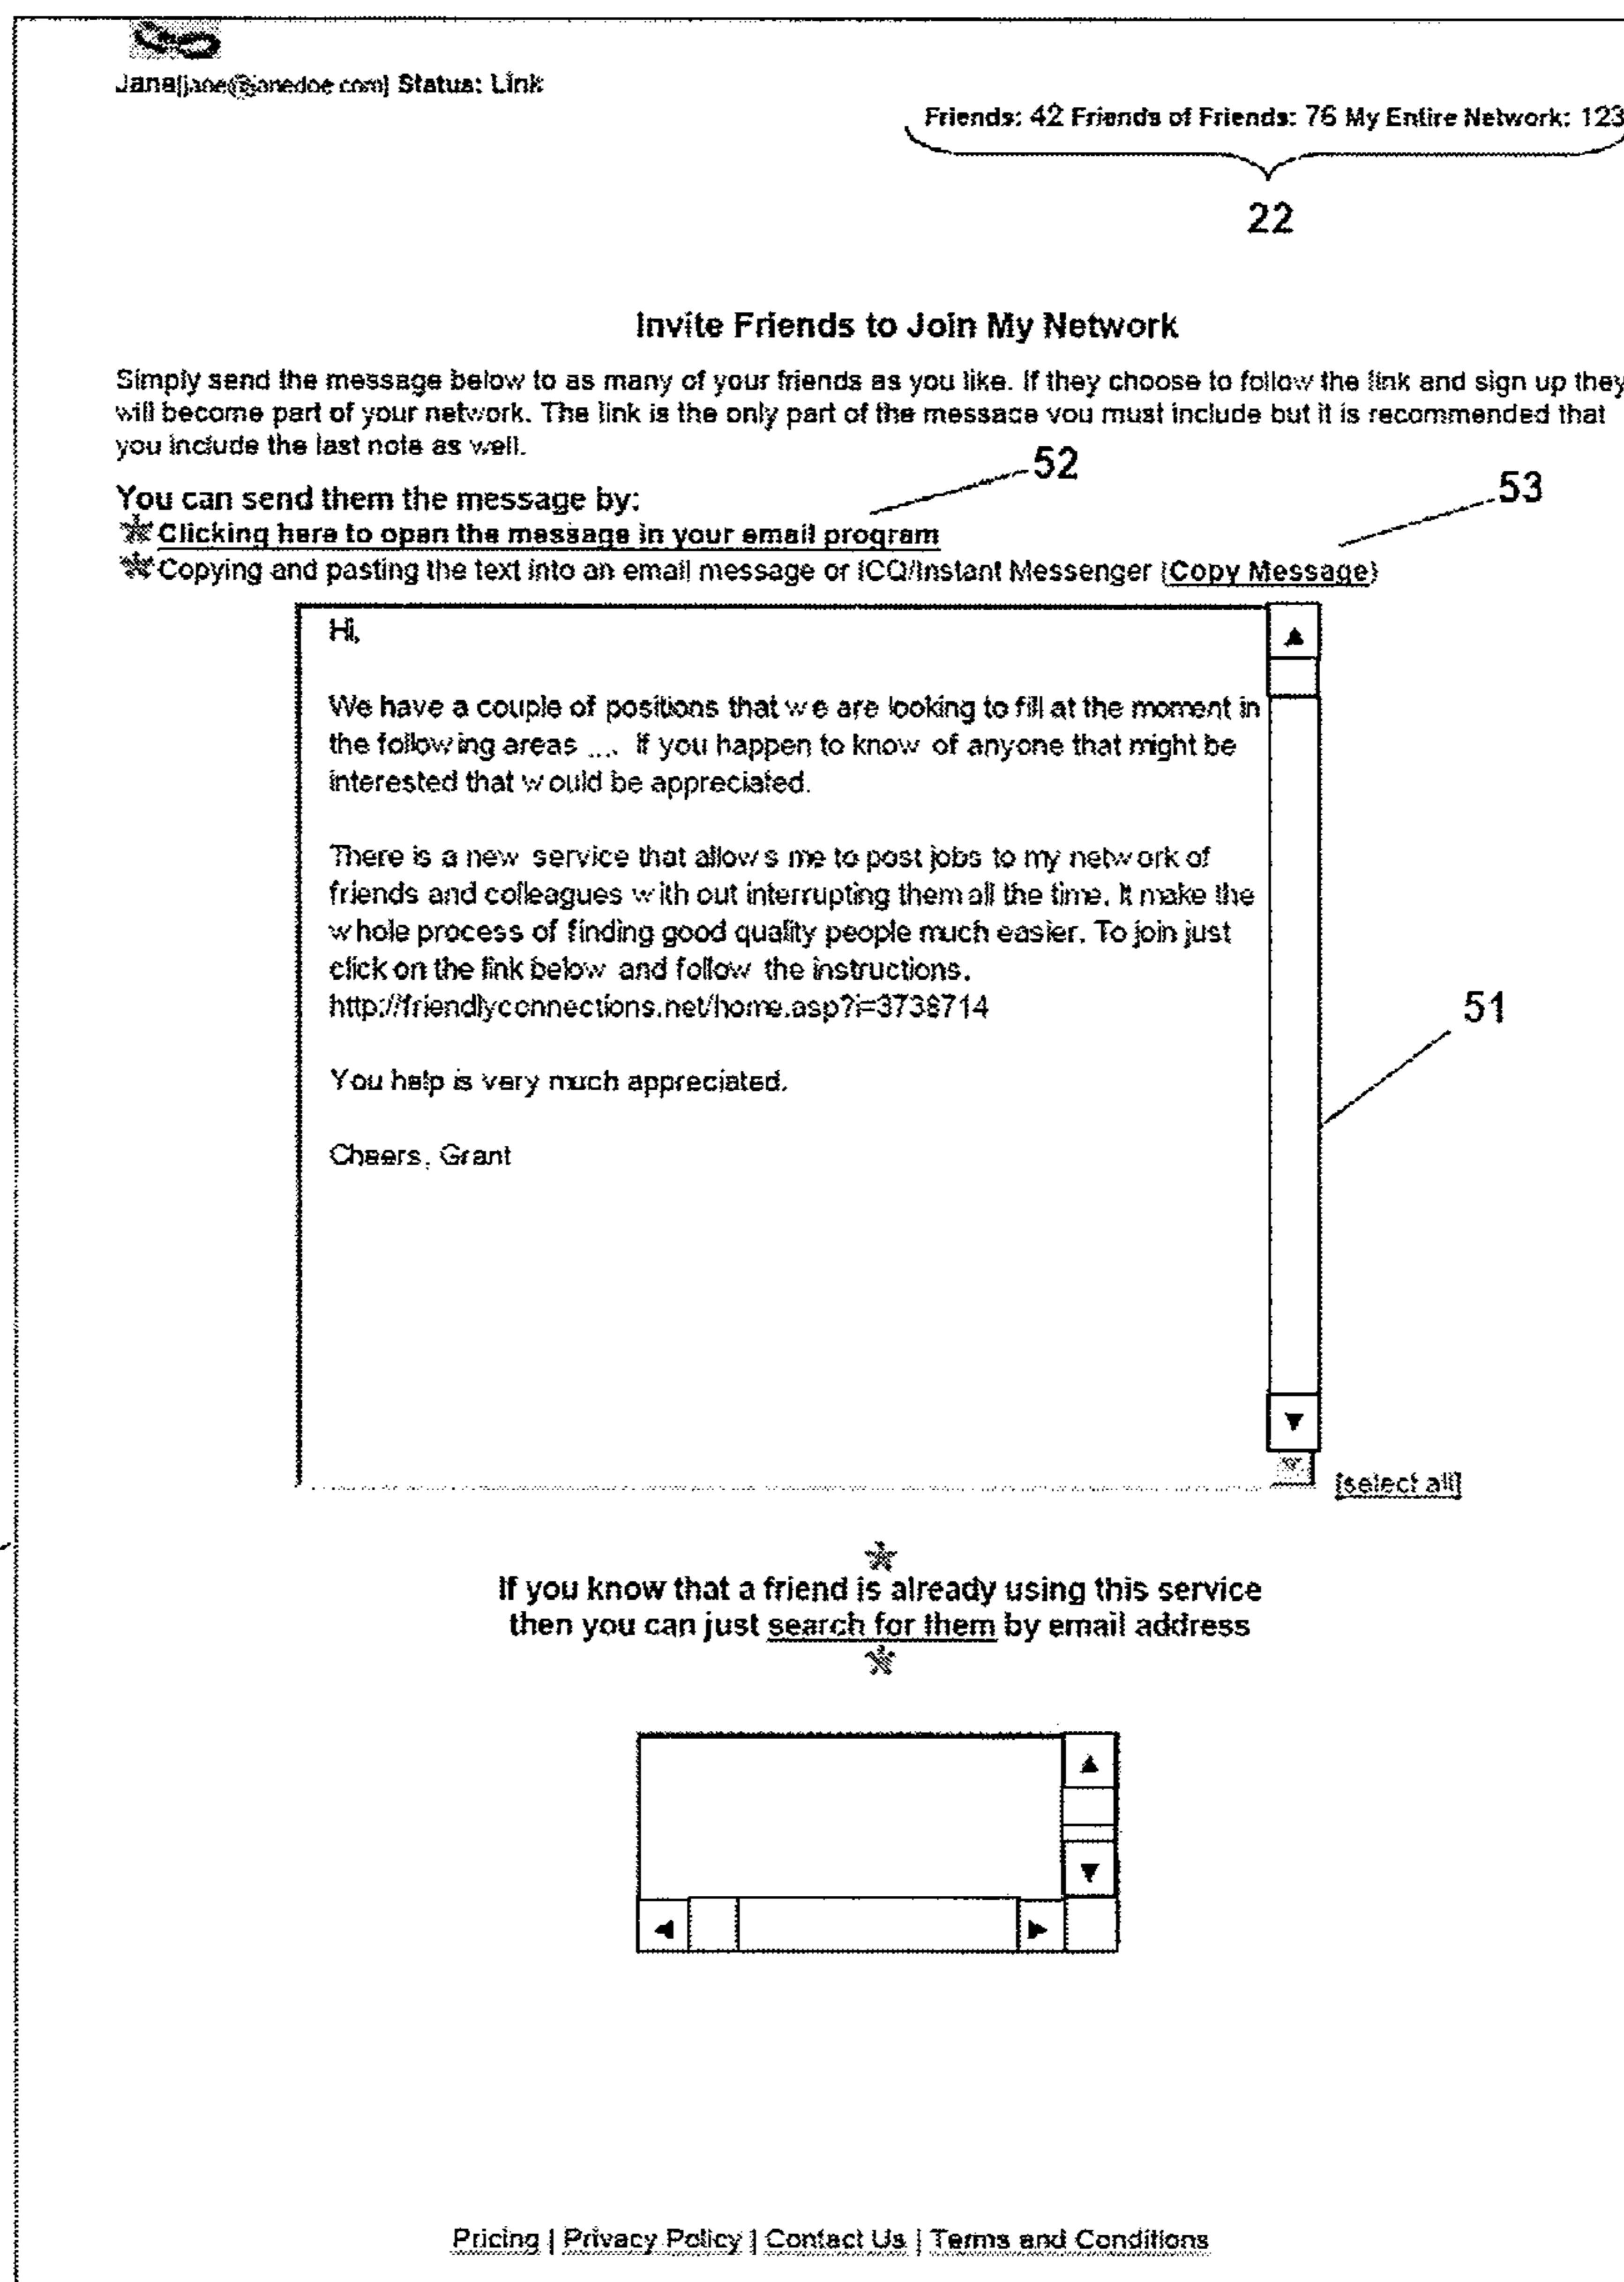 Jane[jane@janedoe.com] Status: Link
Friends: 42 Friends of Friends: 76 My Entire Network: 123
22
Invite Friends to Join My Network
Simply send the message below to as many of your friends as you like. If they choose to follow the link and sign up they
will become part of your network. The link is the only part of the message you must include but it is recommended that
you include the last note as well.
52
53
You can send them the message by:
Clicking here to open the message in your email program
Copying and pasting the text into an email message or ICQ/Instant Messenger (Copy Message)
Hi,
We have a couple of positions that we are looking to fill at the moment in
the following areas .... If you happen to know of anyone that might be
interested that would be appreciated.
There is a new service that allows me to post jobs to my network of
friends and colleagues with out interrupting them all the time. It make the
whole process of finding good quality people much easier. To join just
click on the link below and follow the instructions.
http://friendlyconnections.net/home.asp?i=3738714
51
You help is very much appreciated.
Cheers, Grant
[select all]
If you know that a friend is already using this service
then you can just search for them by email address
Pricing | Privacy Policy | Contact Us | Terms and Conditions